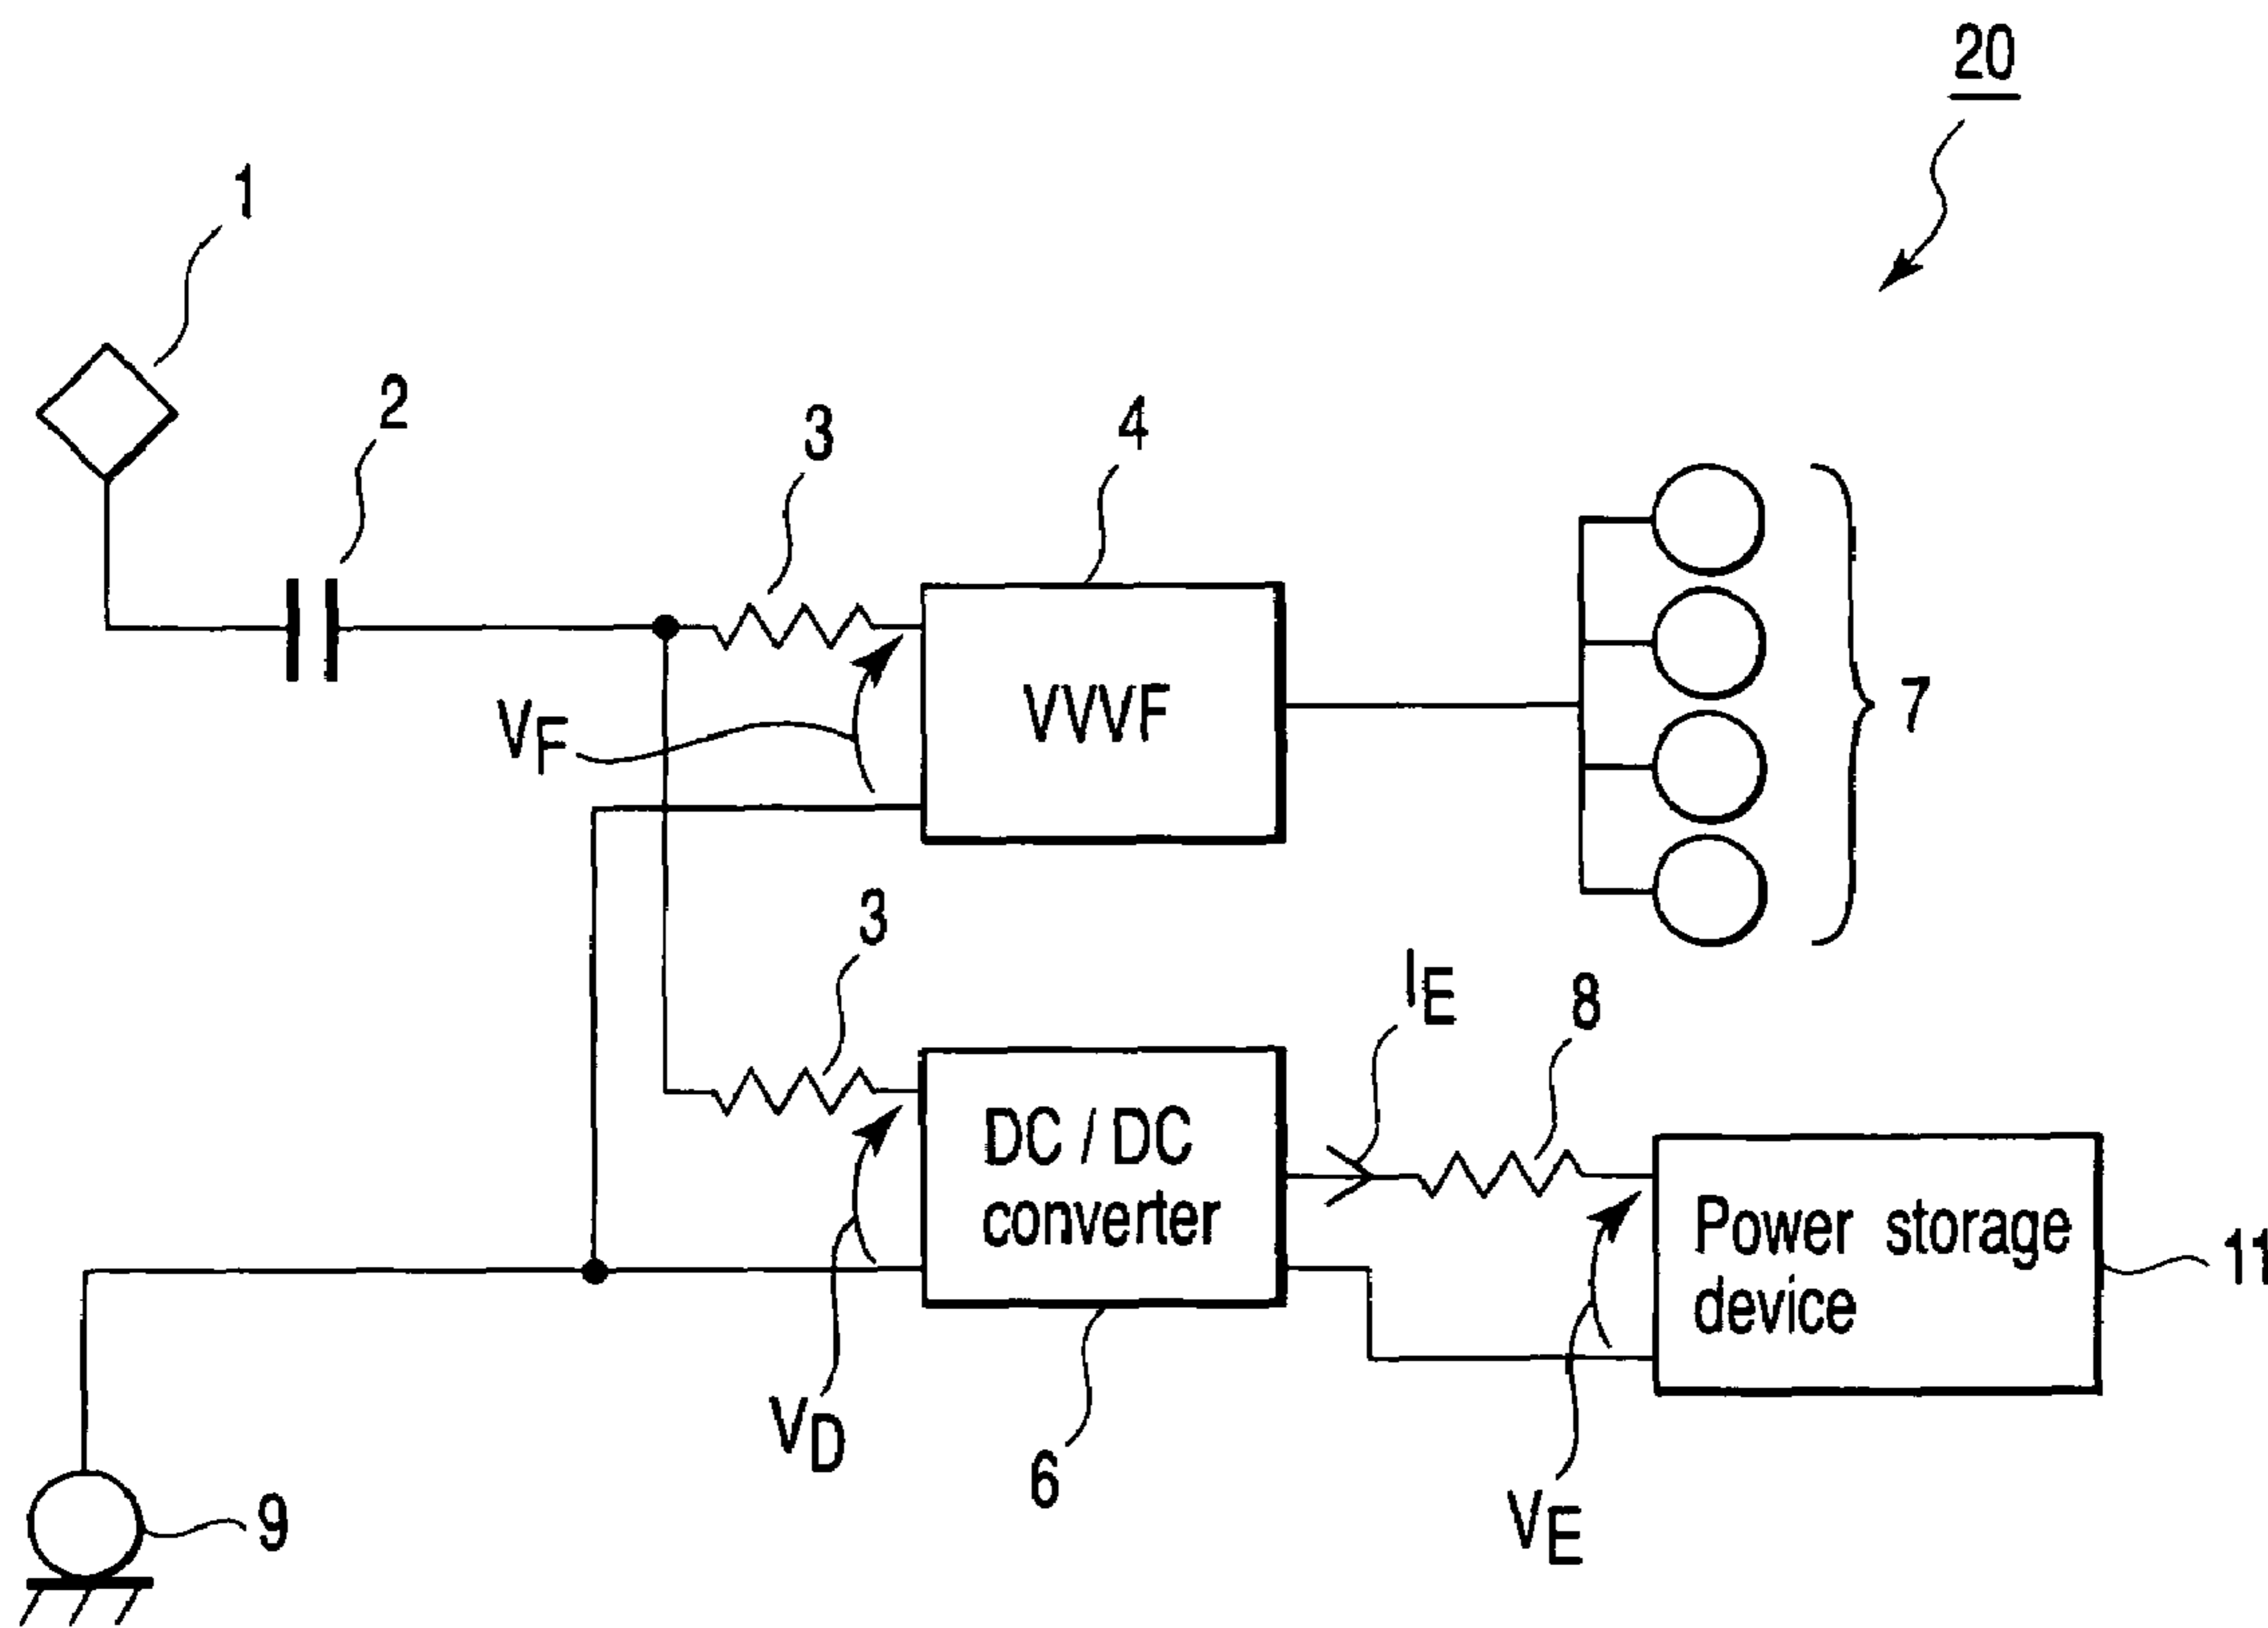 20
1
2
3
4
VF
VVVF
7
3
IE
8
DC / DC
converter
Power storage
device
11
VD
6
VE
9